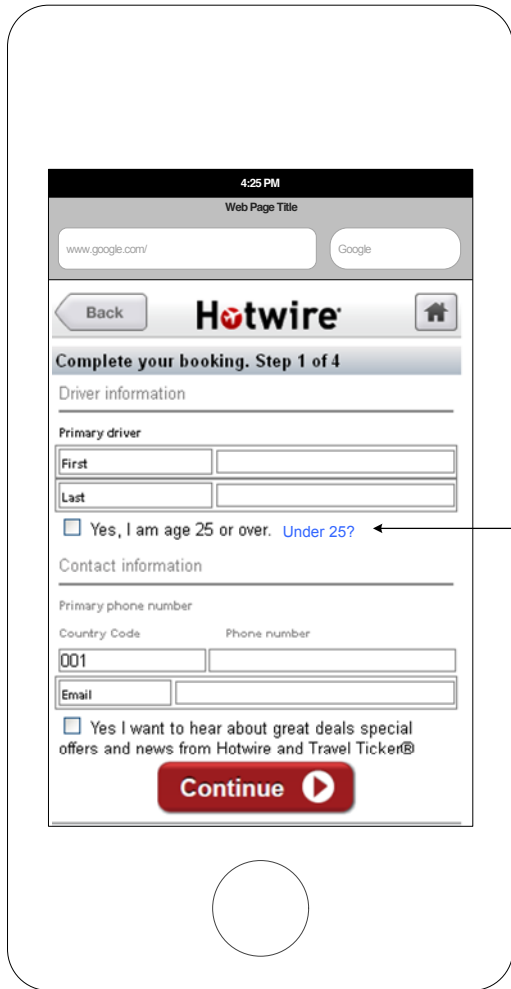 4:25 PM
Web Page Title
www.google.com/ Google
Back Hotwire
Complete your booking. Step 1 of 4
Driver information
Primary driver
First
Last
Yes, I am age 25 or over. Under 25?
Contact information
Primary phone number
Country Code Phone number
001
Email
Yes I want to hear about great deals special
offers and news from Hotwire and Travel Ticker®
Continue